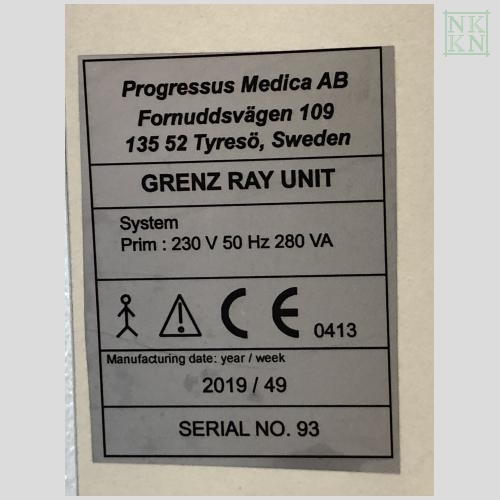 NK
KN
Progressus Medica AB
Fornuddsvägen 109
135 52 Tyresö, Sweden
GRENZ RAY UNIT
System
Prim : 230 V 50 Hz 280 VA
CE 0413
Manufacturing date: year / week
2019 / 49
SERIAL NO. 93